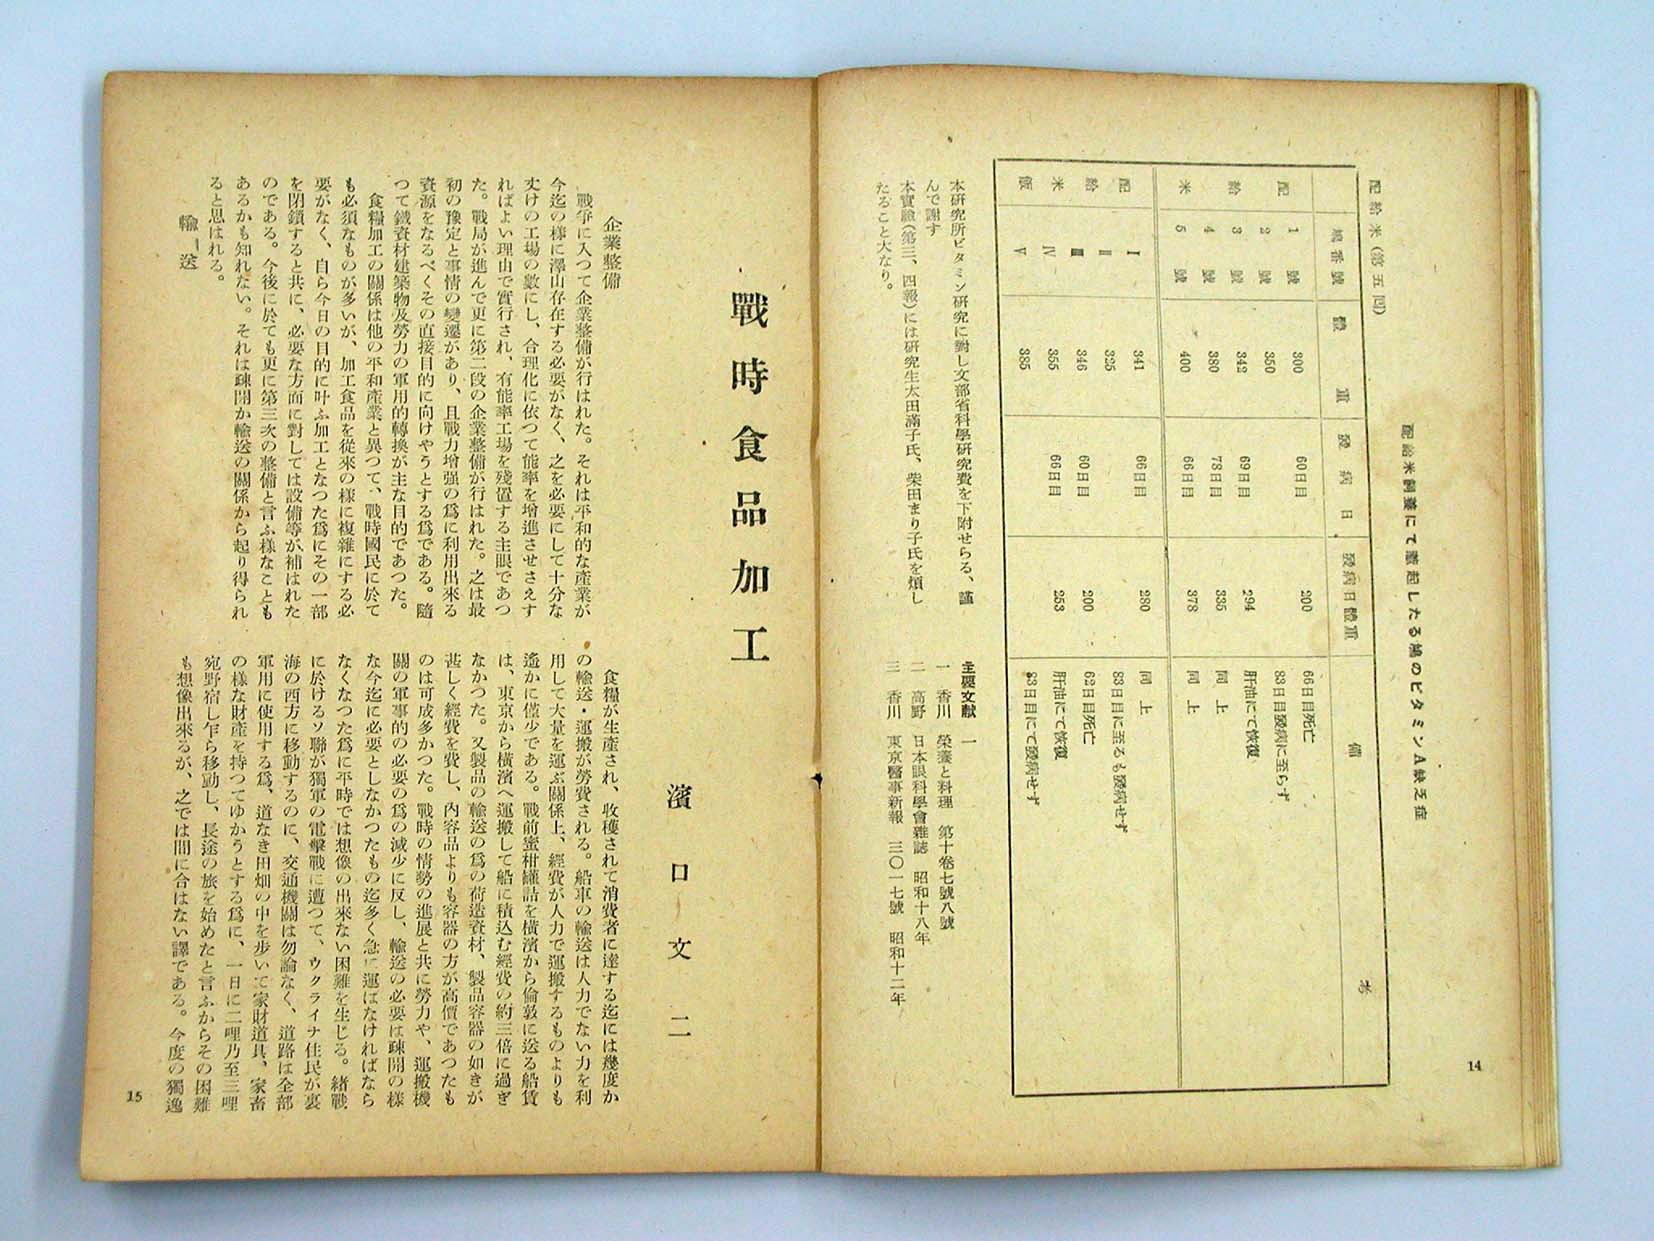 配給米調養にて惹起したる鳩のビタミンA缺乏症
配給米(第五回)
鳩番號 體重 發病日 發病日體重 備考
配給米
1號 300 60日目 200 66日目死亡
2號 350 83日目發病に至らず
3號 342 69日目 294 肝油にて恢復
4號 380 78日目 335 同上
5號 400 66日目 378 同上
配給米飯
I 341 66日目 280 同上
II 325 83日目に至るも發病せず
III 346 60日目 200 62日目死亡
IV 355 66日目 253 肝油にて恢復
V 385 83日目にて發病せず
本研究所ビタミン研究に對し文部省科學研究費を下附せらる、謹
んで謝す
本實驗(第三、四報)には研究生太田滿子氏、柴田まり子氏を煩し
たること大なり。
主要文献
一 香川 榮養と料理 第十卷七號八號
二 高野 日本眼科學會雜誌 昭和十八年
三 香川 東京醫事新報 三〇一七號 昭和十二年
14
戰時食品加工
濱口文二
企業整備
戰爭に入つて企業整備が行はれた。それは平和的な產業が
今迄の樣に澤山存在する必要がなく、之を必要にして十分な
丈けの工場の數にし、合理化に依つて能率を增進させさえす
ればよい理由で實行され、有能率工場を殘置する主眼であつ
た。戰局が進んで更に第二段の企業整備が行はれた。之は最
初の豫定と事情の變遷があり、且戰力增强の爲に利用出來る
資源をなるべくその直接目的に向けやうとする爲である。隨
つて鐵資材建築物及勞力の軍用的轉換が主な目的であつた。
食糧加工の關係は他の平和產業と異つて、戰時國民に於て
も必須なものが多いが、加工食品を從來の樣に複雜にする必
要がなく、自ら今日の目的に叶ふ加工となつた爲にその一部
を閉鎖すると共に、必要な方面に對しては設備等が補はれた
のである。今後に於ても更に第三次の整備と言ふ樣なことも
あるかも知れない。それは疎開か輸送の關係から起り得られ
ると思はれる。
輸送
食糧が生產され、收穫されて消費者に達する迄には幾度か
の輸送・運搬が勞費される。船車の輸送は人力でない力を利
用して大量を運ぶ關係上、經費が人力で運搬するものよりも
遙かに僅少である。戰前蜜柑罐詰を橫濱から倫敦に送る船賃
は、東京から橫濱へ運搬して船に積込む經費の約三倍に過ぎ
なかつた。又製品の輸送の爲の荷造資材、製品容器の如きが
甚しく經費を費し、內容品よりも容器の方が高價であつたも
のは可成多かつた。戰時の情勢の進展と共に勞力や、運搬機
關の軍事的の必要の爲の減少に反し、輸送の必要は疎開の樣
な今迄に必要としなかつたもの迄多く急に運ばなければなら
なくなつた爲に平時では想像の出來ない困難を生じる。緖戰
に於けるソ聯が獨軍の電擊戰に遭つて、ウクライナ住民が裏
海の西方に移動するのに、交通機關は勿論なく、道路は全部
軍用に使用する爲、道なき田畑の中を步いて家財道具、家畜
の樣な財產を持つてゆかうとする爲に、一日に二哩乃至三哩
宛野宿し乍ら移動し、長途の旅を始めたと言ふからその困難
も想像出來るが、之では間に合はない譯である。今度の獨逸
15